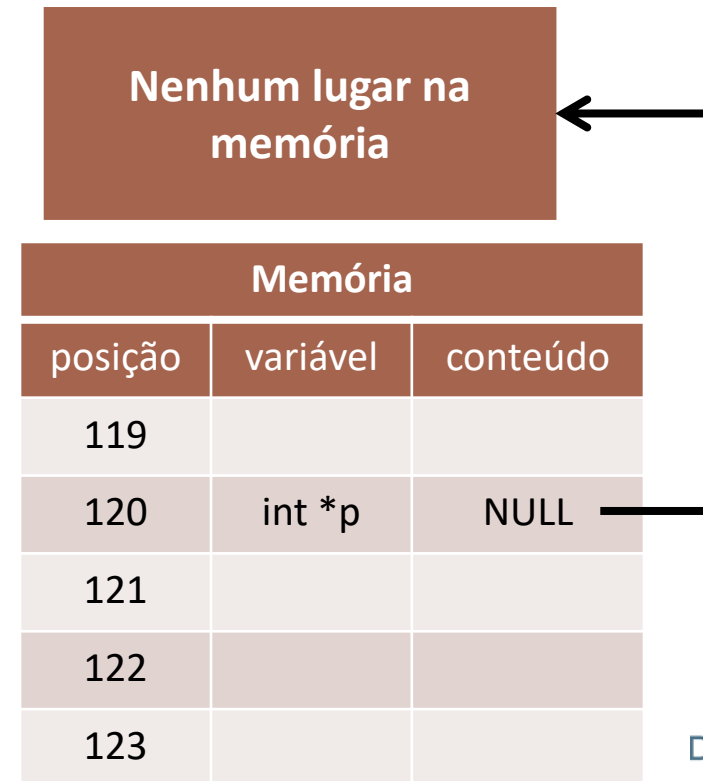 Nenhum lugar na
memória
Memória
posição variável conteúdo
119
120 int *p NULL
121
122
123